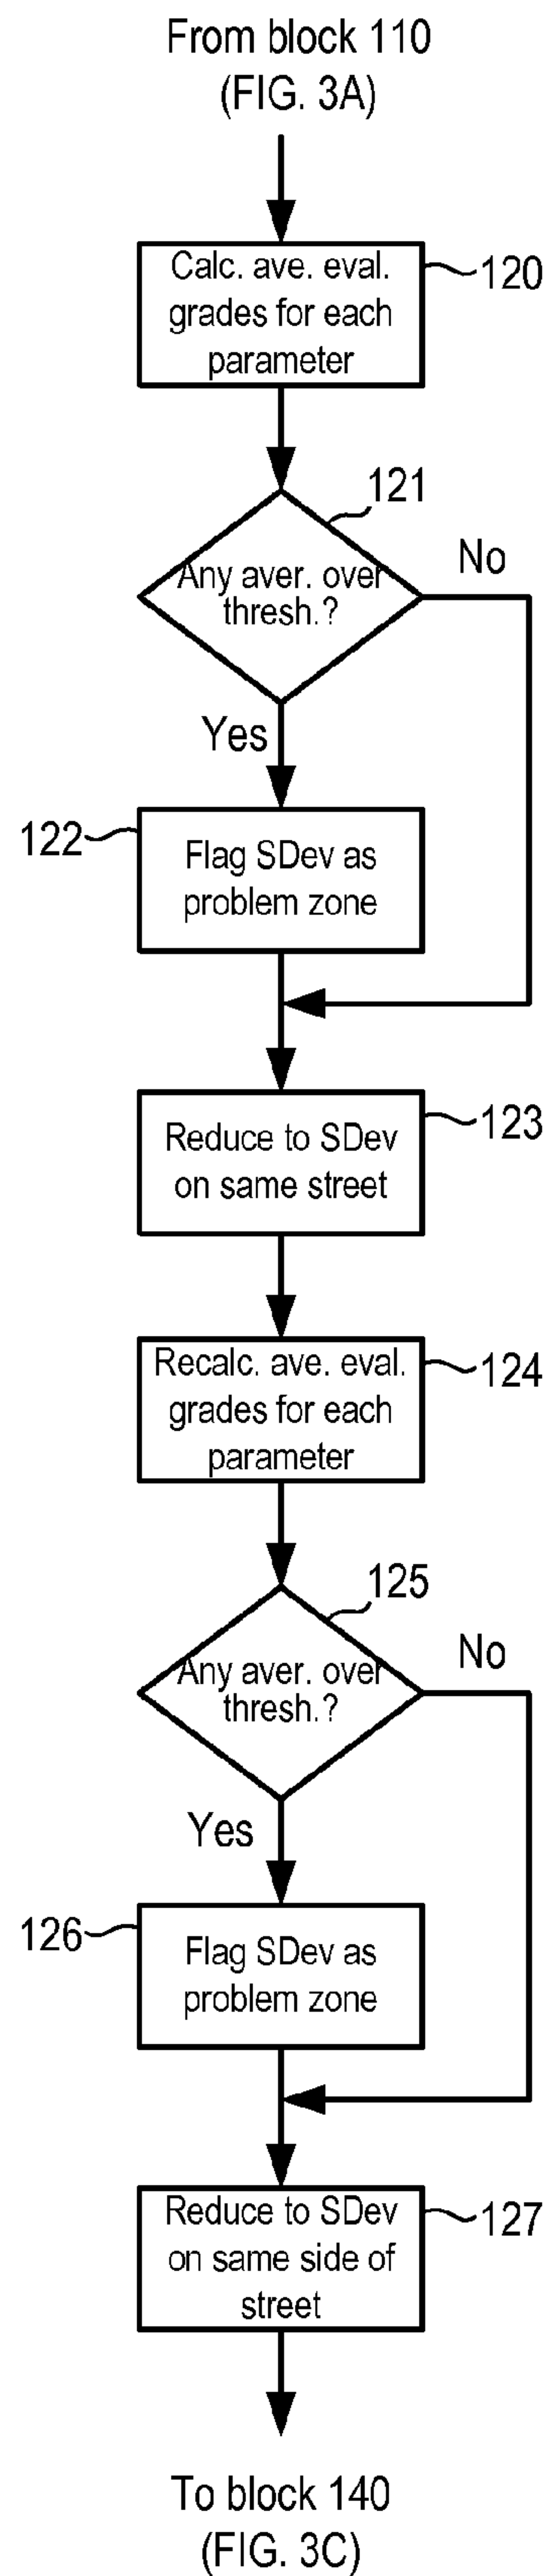 From block 110
(FIG. 3A)
Calc. ave. eval.
grades for each
parameter
120
121
Any aver. over
thresh.?
No
Yes
122
Flag SDev as
problem zone
Reduce to SDev
on same street
123
Recalc. ave. eval.
grades for each
parameter
124
125
Any aver. over
thresh.?
No
Yes
126
Flag SDev as
problem zone
Reduce to SDev
on same side of
street
127
To block 140
(FIG. 3C)